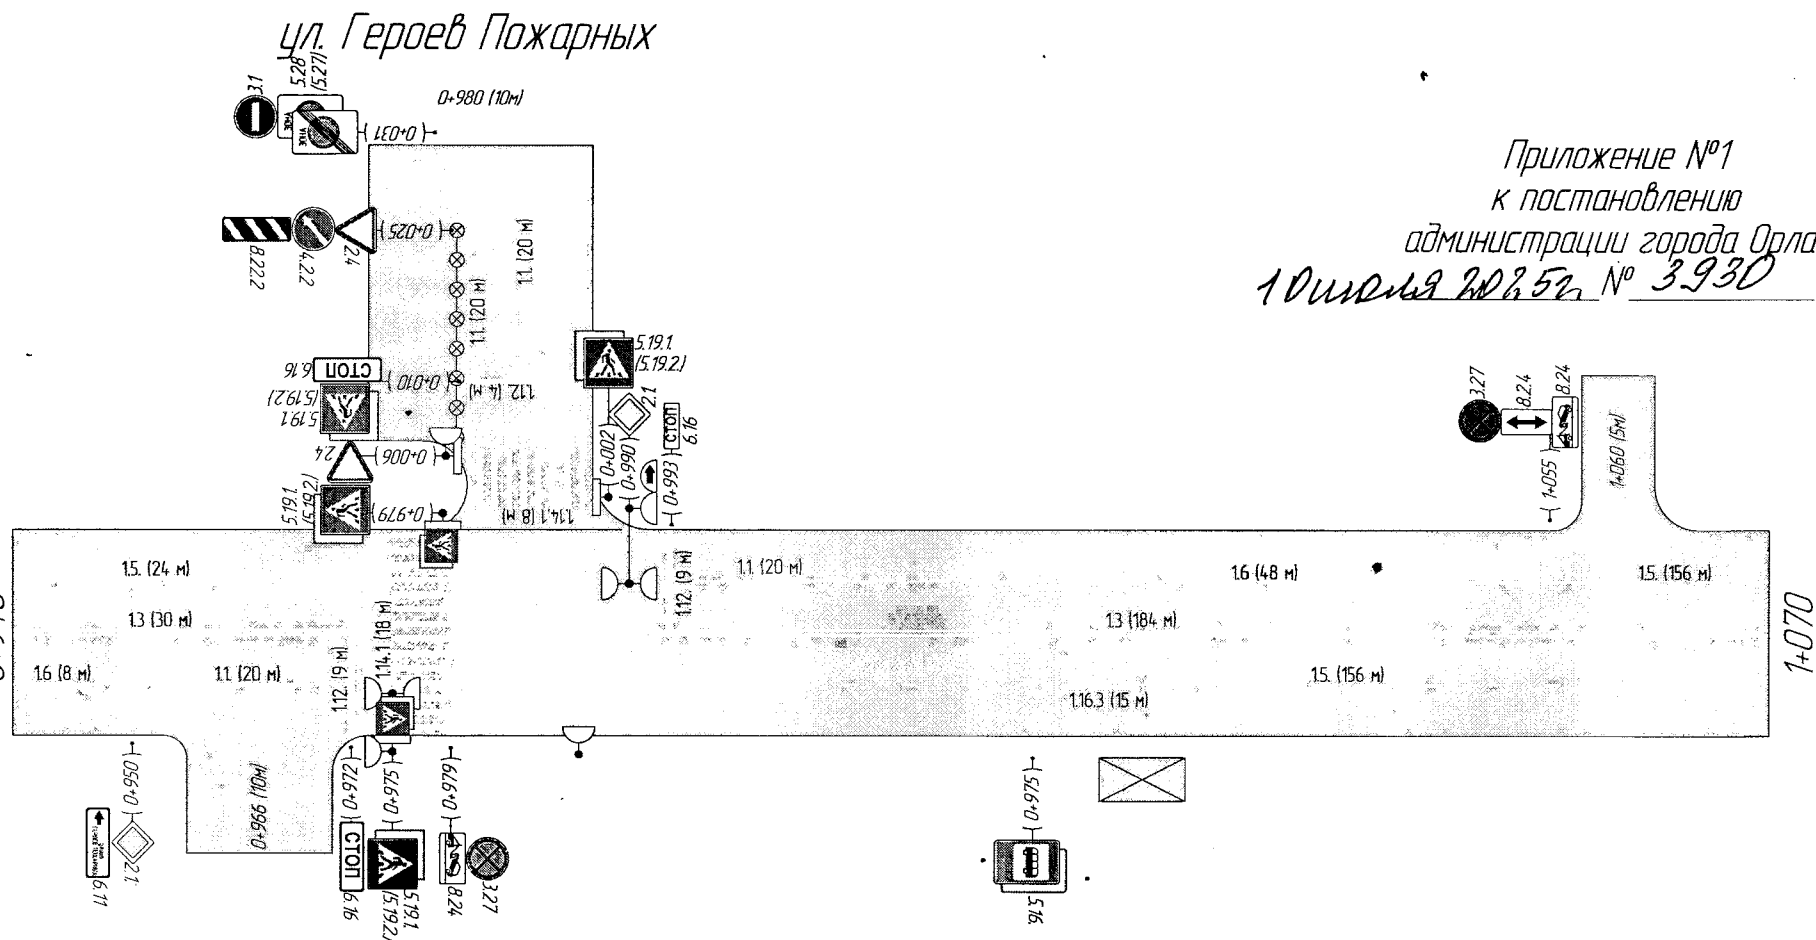 ул. Героев Пожарных
3.1
5.28
(5.27)
0+980 (10м)
( 0+031 )
Приложение №1
к постановлению
администрации города Орла
10 июля 2025г. № 3930
8.22.2
4.2.2
2.4
( 0+025 )
1.1. (20 м)
1.1. (20 м)
6.16
СТОП
( 0+010 )
1.12. (4 м)
5.19.1
(5.19.2)
5.19.1.
(5.19.2.)
2.1
СТОП
6.16
2.4
( 0+006 )
( 0+002 )
( 0+990 )
( 0+993 )
5.19.1.
(5.19.2.)
( 0+979 )
1.14.1 (8 м)
3.27
8.2.4
8.24
( 1+055 )
1+060 (5м)
1.5. (24 м)
1.3 (30 м)
1.6 (8 м)
1.1. (20 м)
1.12. (9 м)
1.14.1 (18 м)
1.12. (9 м)
1.1. (20 м)
1.6 (48 м)
1.5. (156 м)
1.3 (184 м)
1.5. (156 м)
1.16.3 (15 м)
1+070
( 0+950 )
6.11
2.1
0+966 (10м)
( 0+972 )
СТОП
6.16
( 0+975 )
5.19.1.
(5.19.2.)
( 0+979 )
8.24
3.27
( 0+975 )
5.16.